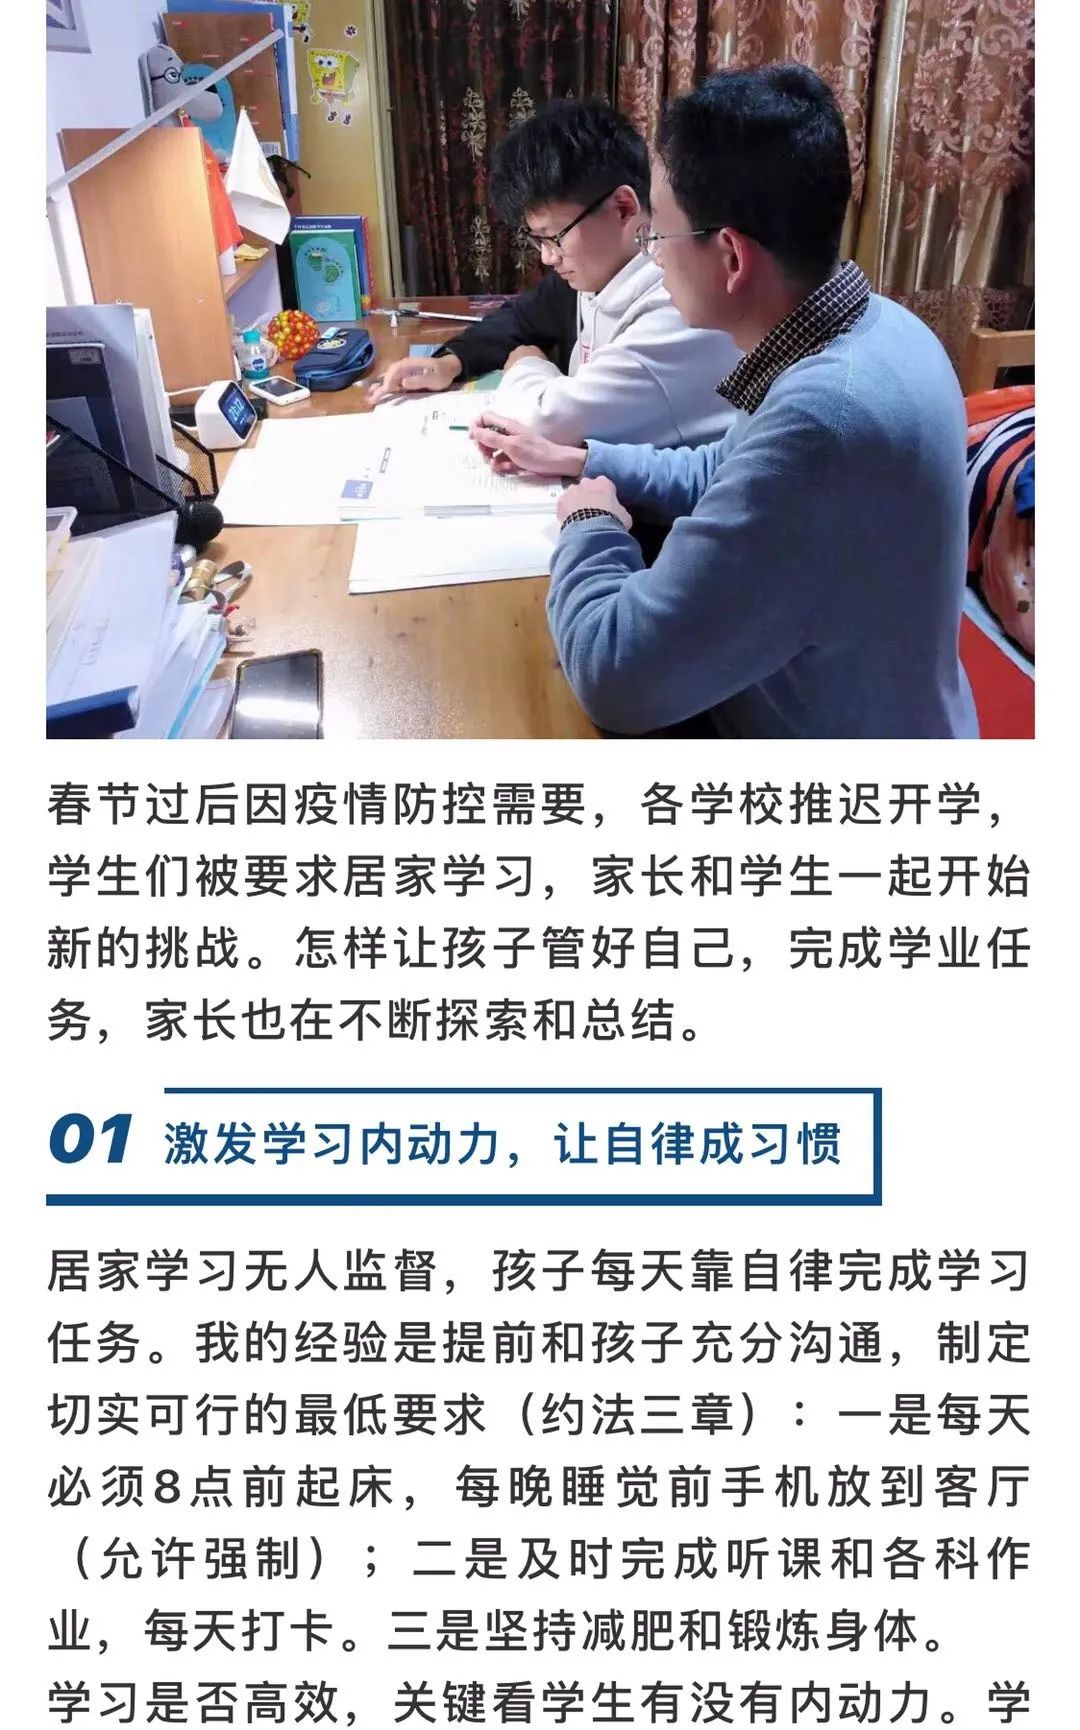 春节过后因疫情防控需要，各学校推迟开学，
学生们被要求居家学习，家长和学生一起开始
新的挑战。怎样让孩子管好自己，完成学业任
务，家长也在不断探索和总结。
01 激发学习内动力，让自律成习惯
居家学习无人监督，孩子每天靠自律完成学习
任务。我的经验是提前和孩子充分沟通，制定
切实可行的最低要求（约法三章）：一是每天
必须8点前起床，每晚睡觉前手机放到客厅
（允许强制）；二是及时完成听课和各科作
业，每天打卡。三是坚持减肥和锻炼身体。
学习是否高效，关键看学生有没有内动力。学